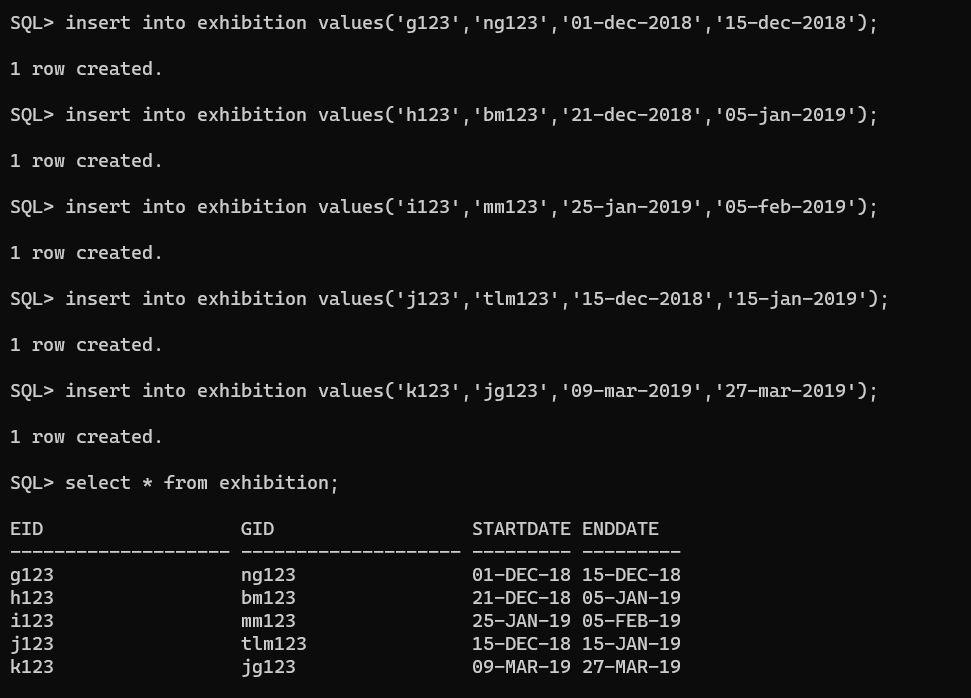 SQL> insert into exhibition values('g123','ng123','01-dec-2018','15-dec-2018');
1 row created.
SQL> insert into exhibition values('h123','bm123','21-dec-2018','05-jan-2019');
1 row created.
SQL> insert into exhibition values('i123','mm123','25-jan-2019','05-feb-2019');
1 row created.
SQL> insert into exhibition values('j123','tlm123','15-dec-2018','15-jan-2019');
1 row created.
SQL> insert into exhibition values('k123','jg123','09-mar-2019','27-mar-2019');
1 row created.
SQL> select * from exhibition;
EID                  GID                  STARTDATE ENDDATE
-------------------- -------------------- --------- ---------
g123                 ng123                01-DEC-18 15-DEC-18
h123                 bm123                21-DEC-18 05-JAN-19
i123                 mm123                25-JAN-19 05-FEB-19
j123                 tlm123               15-DEC-18 15-JAN-19
k123                 jg123                09-MAR-19 27-MAR-19